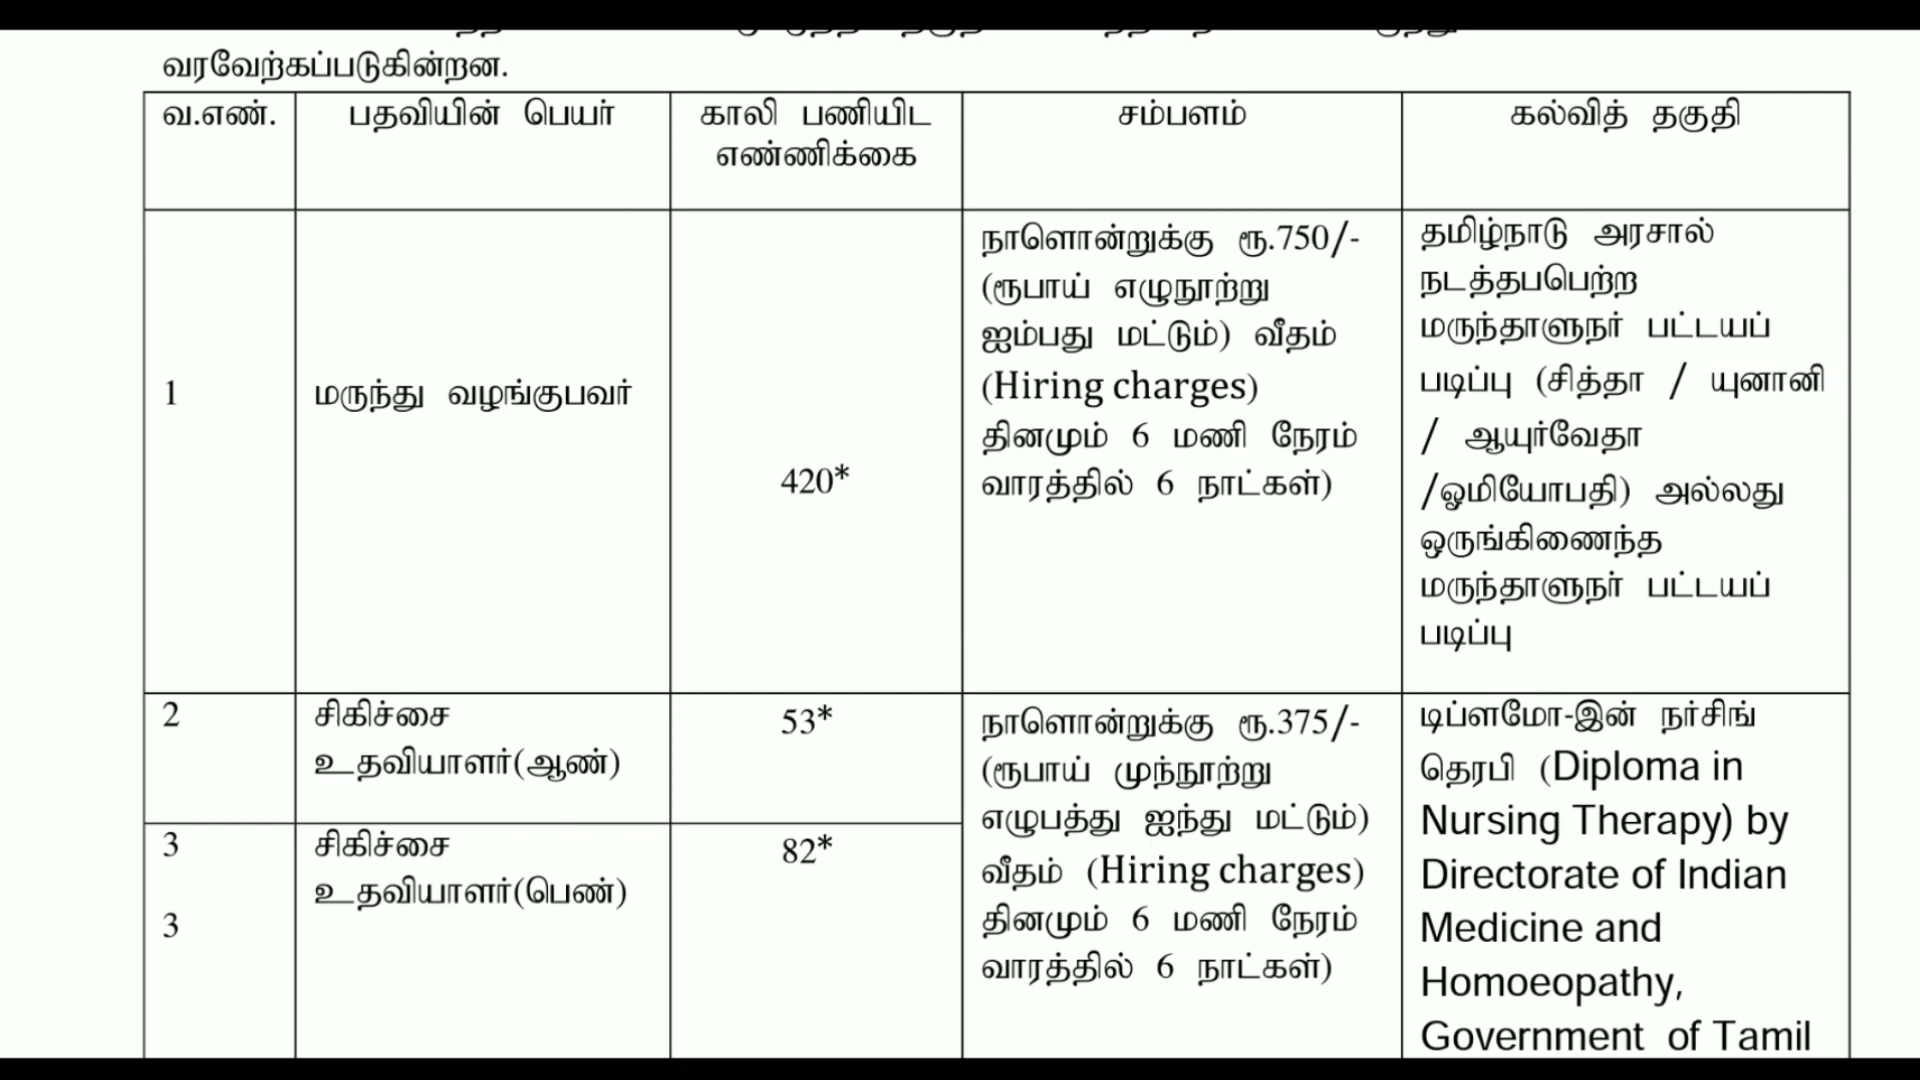 வரவேற்கப்படுகின்றன.
வ.எண்.
பதவியின் பெயர்
காலி பணியிட
எண்ணிக்கை
சம்பளம்
கல்வித் தகுதி
1
மருந்து வழங்குபவர்
420*
நாளொன்றுக்கு ரூ.750/-
(ரூபாய் எழுநூற்று
ஐம்பது மட்டும்) வீதம்
(Hiring charges)
தினமும் 6 மணி நேரம்
வாரத்தில் 6 நாட்கள்)
தமிழ்நாடு அரசால்
நடத்தபபெற்ற
மருந்தாளுநர் பட்டயப்
படிப்பு (சித்தா / யுனானி
/ ஆயுர்வேதா
/ஓமியோபதி) அல்லது
ஒருங்கிணைந்த
மருந்தாளுநர் பட்டயப்
படிப்பு
2
சிகிச்சை
உதவியாளர்(ஆண்)
53*
நாளொன்றுக்கு ரூ.375/-
(ரூபாய் முந்நூற்று
எழுபத்து ஐந்து மட்டும்)
வீதம் (Hiring charges)
தினமும் 6 மணி நேரம்
வாரத்தில் 6 நாட்கள்)
டிப்ளமோ-இன் நர்சிங்
தெரபி (Diploma in
Nursing Therapy) by
Directorate of Indian
Medicine and
Homoeopathy,
Government of Tamil
3
3
சிகிச்சை
உதவியாளர்(பெண்)
82*